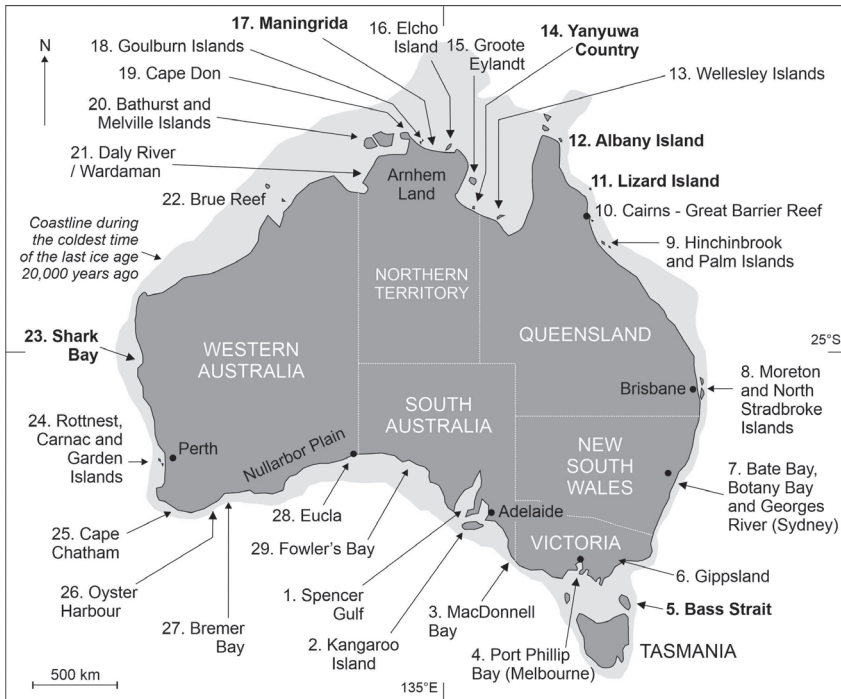 N
17. Maningrida
16. Elcho
Island
18. Goulburn Islands
15. Groote
Eylandt
14. Yanyuwa
Country
19. Cape Don
13. Wellesley Islands
20. Bathurst and
Melville Islands
12. Albany Island
21. Daly River
/ Wardaman
Arnhem
Land
11. Lizard Island
22. Brue Reef
10. Cairns - Great Barrier Reef
Coastline during
the coldest time
of the last ice age
20,000 years ago
9. Hinchinbrook
and Palm Islands
NORTHERN
TERRITORY
QUEENSLAND
23. Shark
Bay
WESTERN
AUSTRALIA
25°S
8. Moreton
and North
Stradbroke
Islands
Brisbane
SOUTH
AUSTRALIA
24. Rottnest,
Carnac and
Garden
Islands
Perth
Nullarbor Plain
NEW
SOUTH
WALES
7. Bate Bay,
Botany Bay
and Georges
River (Sydney)
Adelaide
28. Eucla
25. Cape
Chatham
29. Fowler's Bay
VICTORIA
6. Gippsland
26. Oyster
Harbour
1. Spencer
Gulf
3. MacDonnell
Bay
5. Bass Strait
27. Bremer
Bay
2. Kangaroo
Island
4. Port Phillip
Bay (Melbourne)
TASMANIA
500 km
135°E